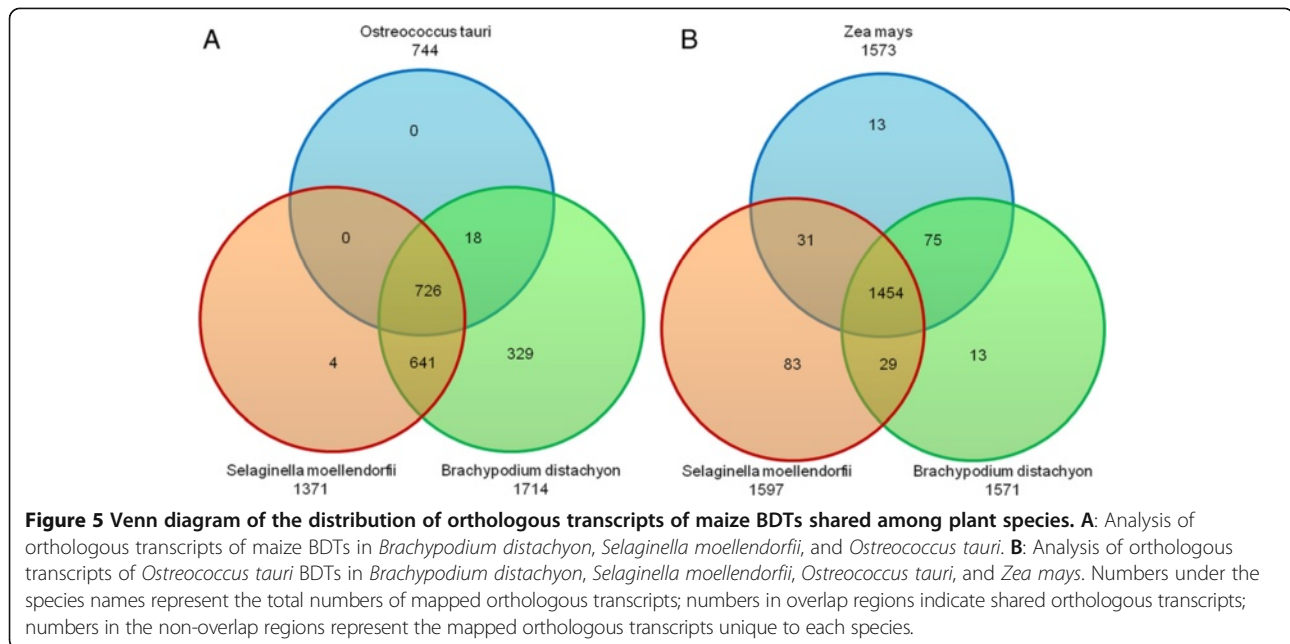 A
Ostreococcus tauri
744
0
0
18
726
4
641
329
Selaginella moellendorfii
1371
Brachypodium distachyon
1714
B
Zea mays
1573
13
31
75
1454
83
29
13
Selaginella moellendorfii
1597
Brachypodium distachyon
1571
Figure 5 Venn diagram of the distribution of orthologous transcripts of maize BDTs shared among plant species. A: Analysis of
orthologous transcripts of maize BDTs in Brachypodium distachyon, Selaginella moellendorfii, and Ostreococcus tauri. B: Analysis of orthologous
transcripts of Ostreococcus tauri BDTs in Brachypodium distachyon, Selaginella moellendorfii, Ostreococcus tauri, and Zea mays. Numbers under the
species names represent the total numbers of mapped orthologous transcripts; numbers in overlap regions indicate shared orthologous transcripts;
numbers in the non-overlap regions represent the mapped orthologous transcripts unique to each species.